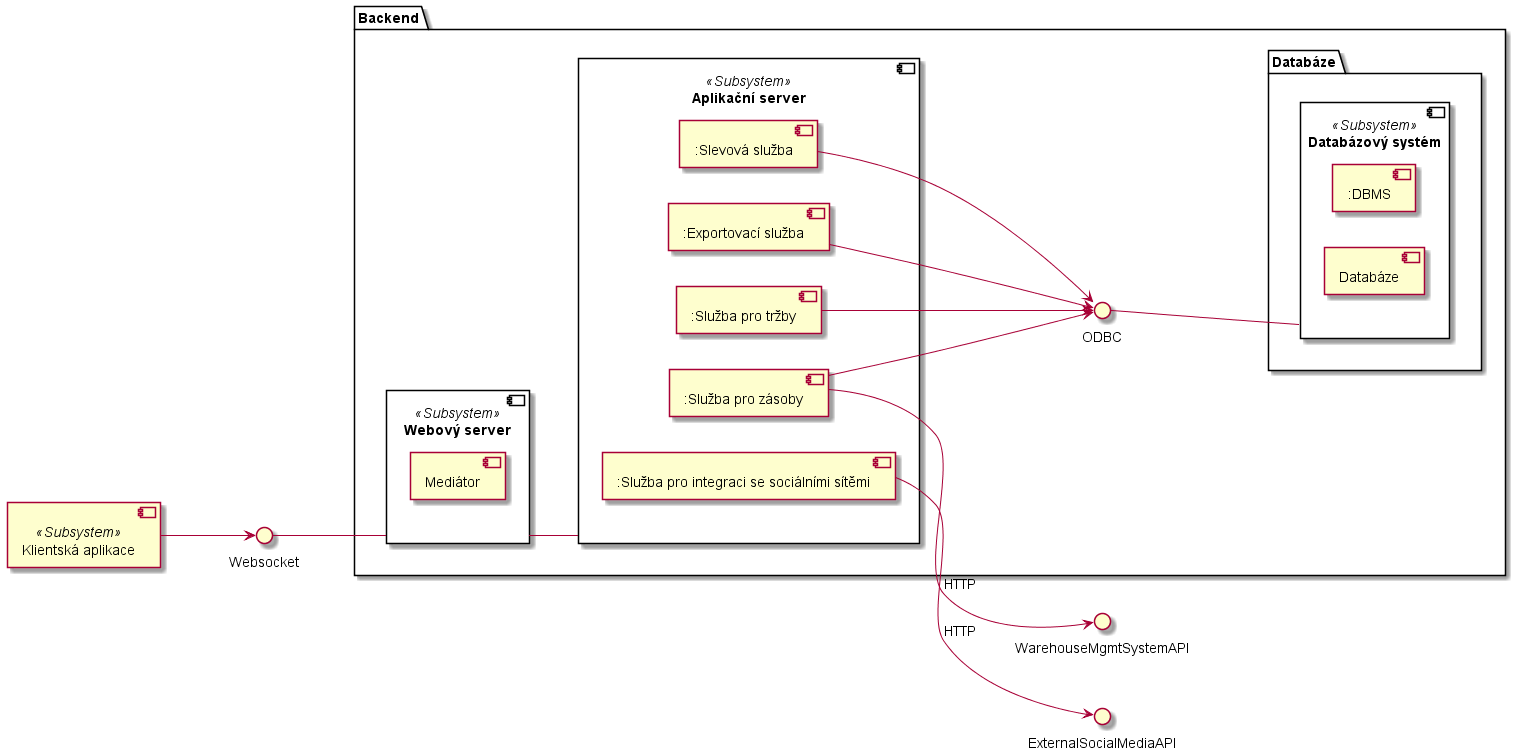 Backend
Databáze
«Subsystem»
Aplikační server
:Slevová služba
:Exportovací služba
:Služba pro tržby
:Služba pro zásoby
:Služba pro integraci se sociálními sítěmi
«Subsystem»
Databázový systém
:DBMS
Databáze
ODBC
«Subsystem»
Webový server
Mediátor
«Subsystem»
Klientská aplikace
Websocket
HTTP
WarehouseMgmtSystemAPI
HTTP
ExternalSocialMediaAPI